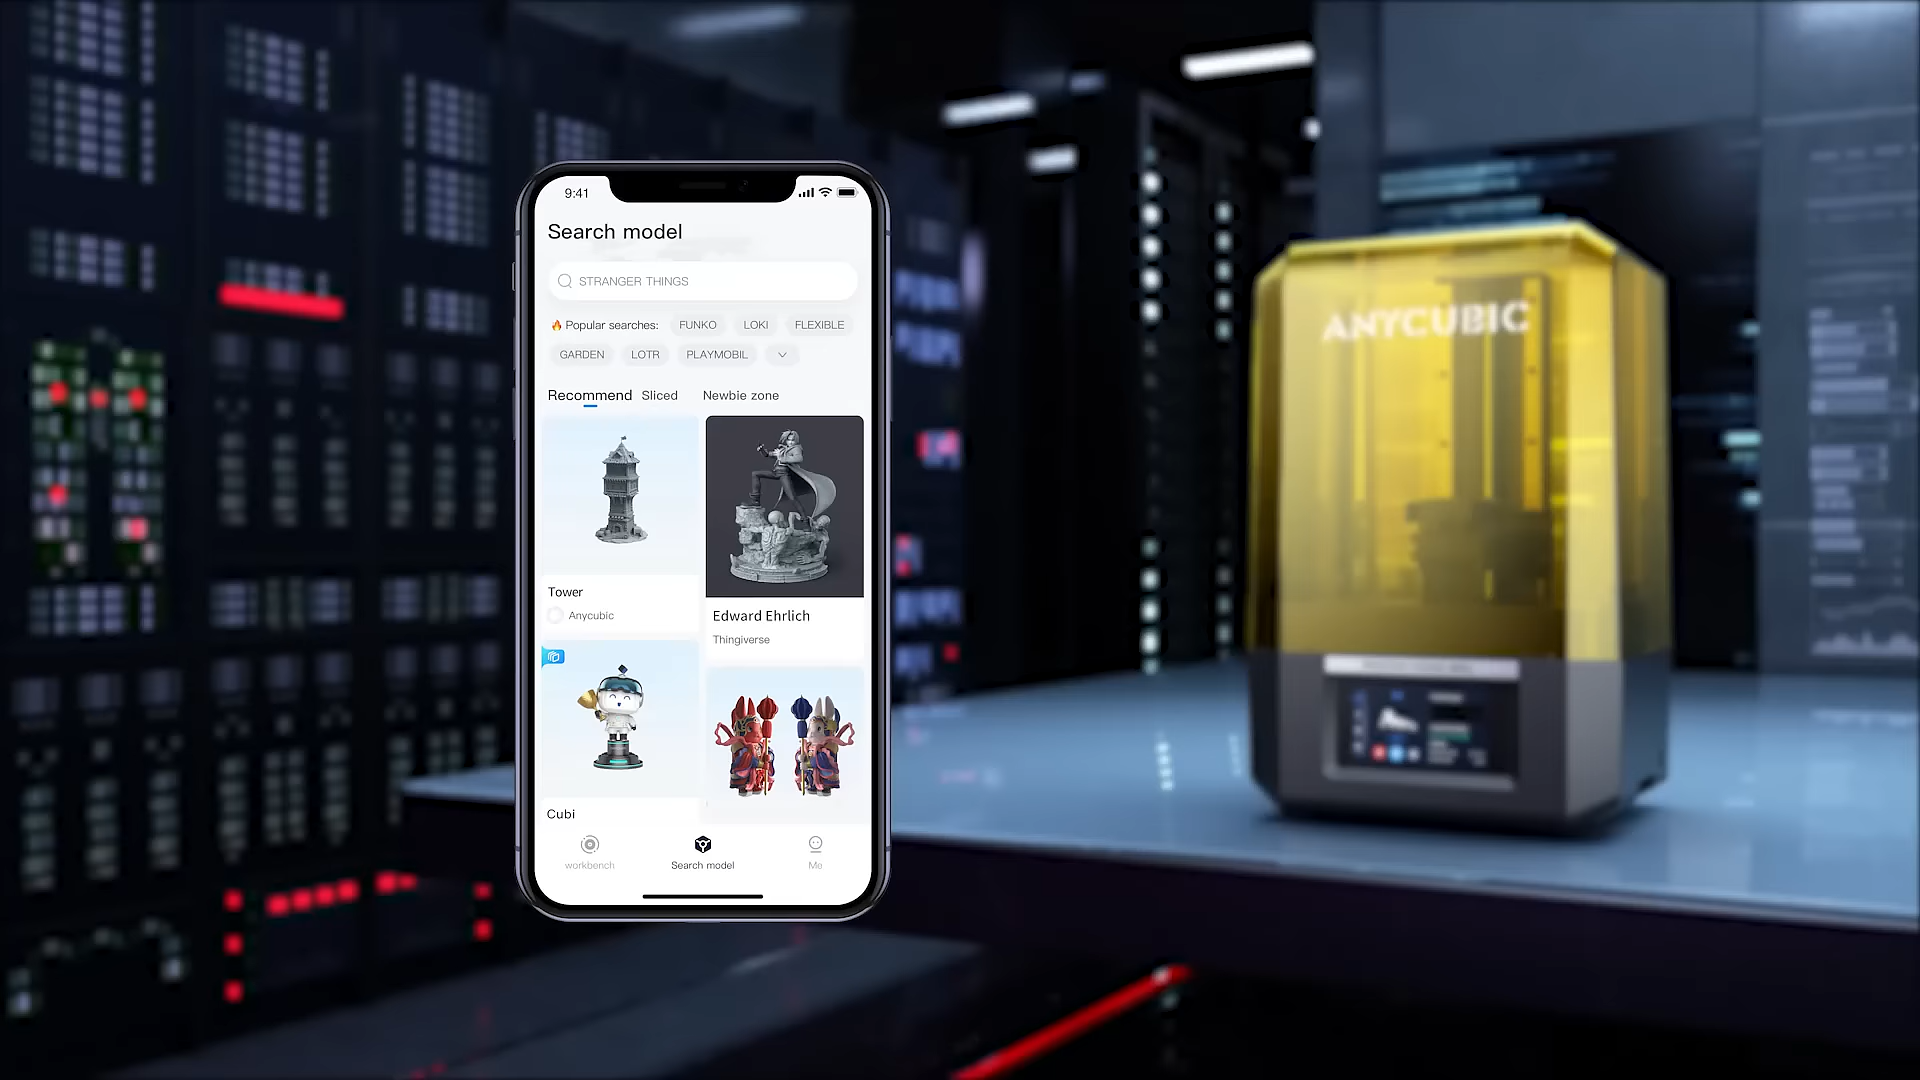 9:41
Search model
STRANGER THINGS
Popular searches: FUNKO LOKI FLEXIBLE
GARDEN LOTR PLAYMOBIL
Recommend Sliced Newbie zone
Tower
Anycubic
Edward Ehrlich
Thingiverse
Cubi
workbench Search model Me
ANYCUBIC